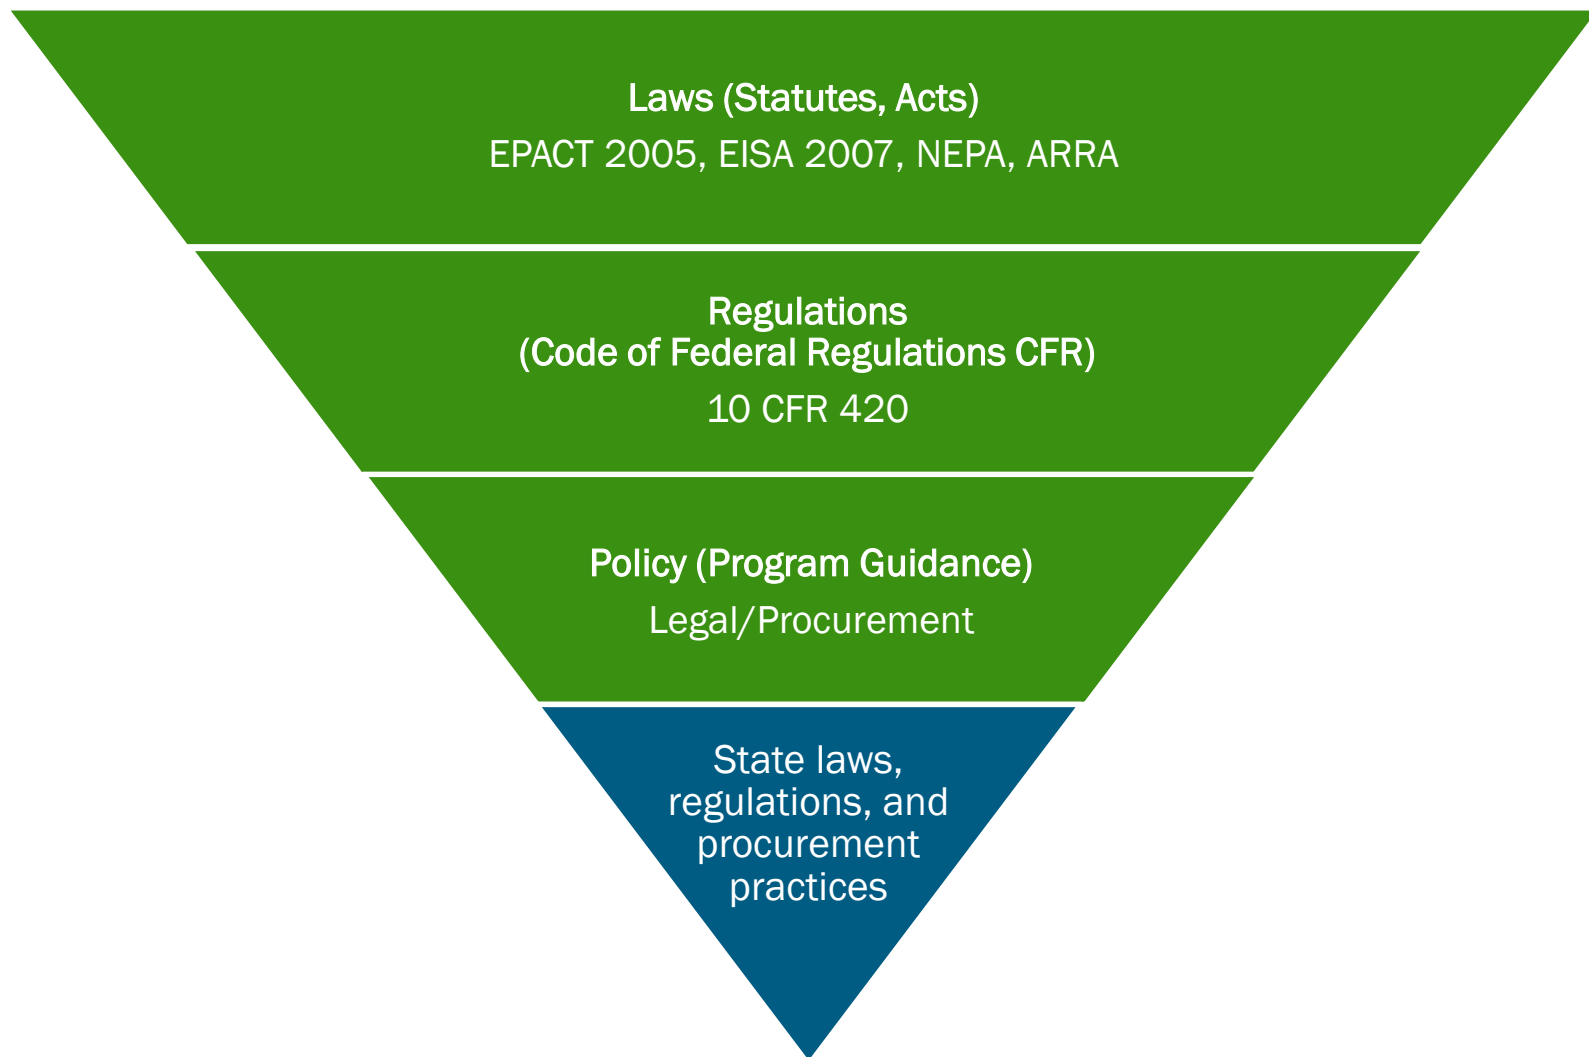 Laws (Statutes, Acts)
EPACT 2005, EISA 2007, NEPA, ARRA
Regulations
(Code of Federal Regulations CFR)
10 CFR 420
Policy (Program Guidance)
Legal/Procurement
State laws,
regulations, and
procurement
practices